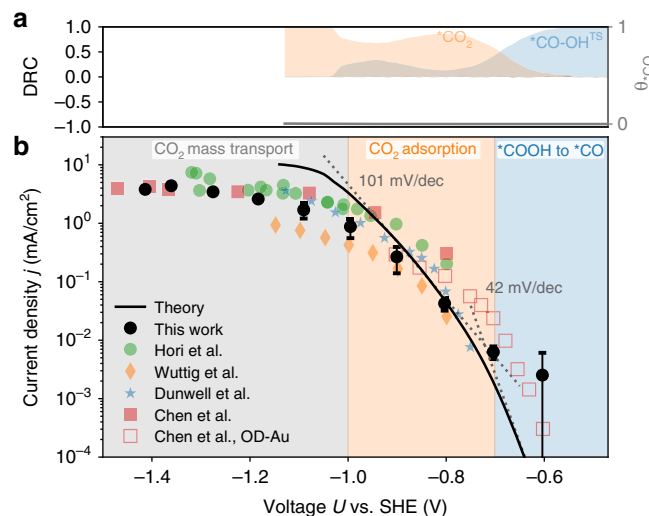 a
1.0
0.5
0.0
−0.5
−1.0
DRC
*CO₂
*CO-OHᵀˢ
1
0
θ*CO
b
CO₂ mass transport
CO₂ adsorption
*COOH to *CO
10¹
10⁰
10⁻¹
10⁻²
10⁻³
10⁻⁴
Current density j (mA/cm²)
101 mV/dec
42 mV/dec
Theory
This work
Hori et al.
Wuttig et al.
Dunwell et al.
Chen et al.
Chen et al., OD-Au
−1.4
−1.2
−1.0
−0.8
−0.6
Voltage U vs. SHE (V)